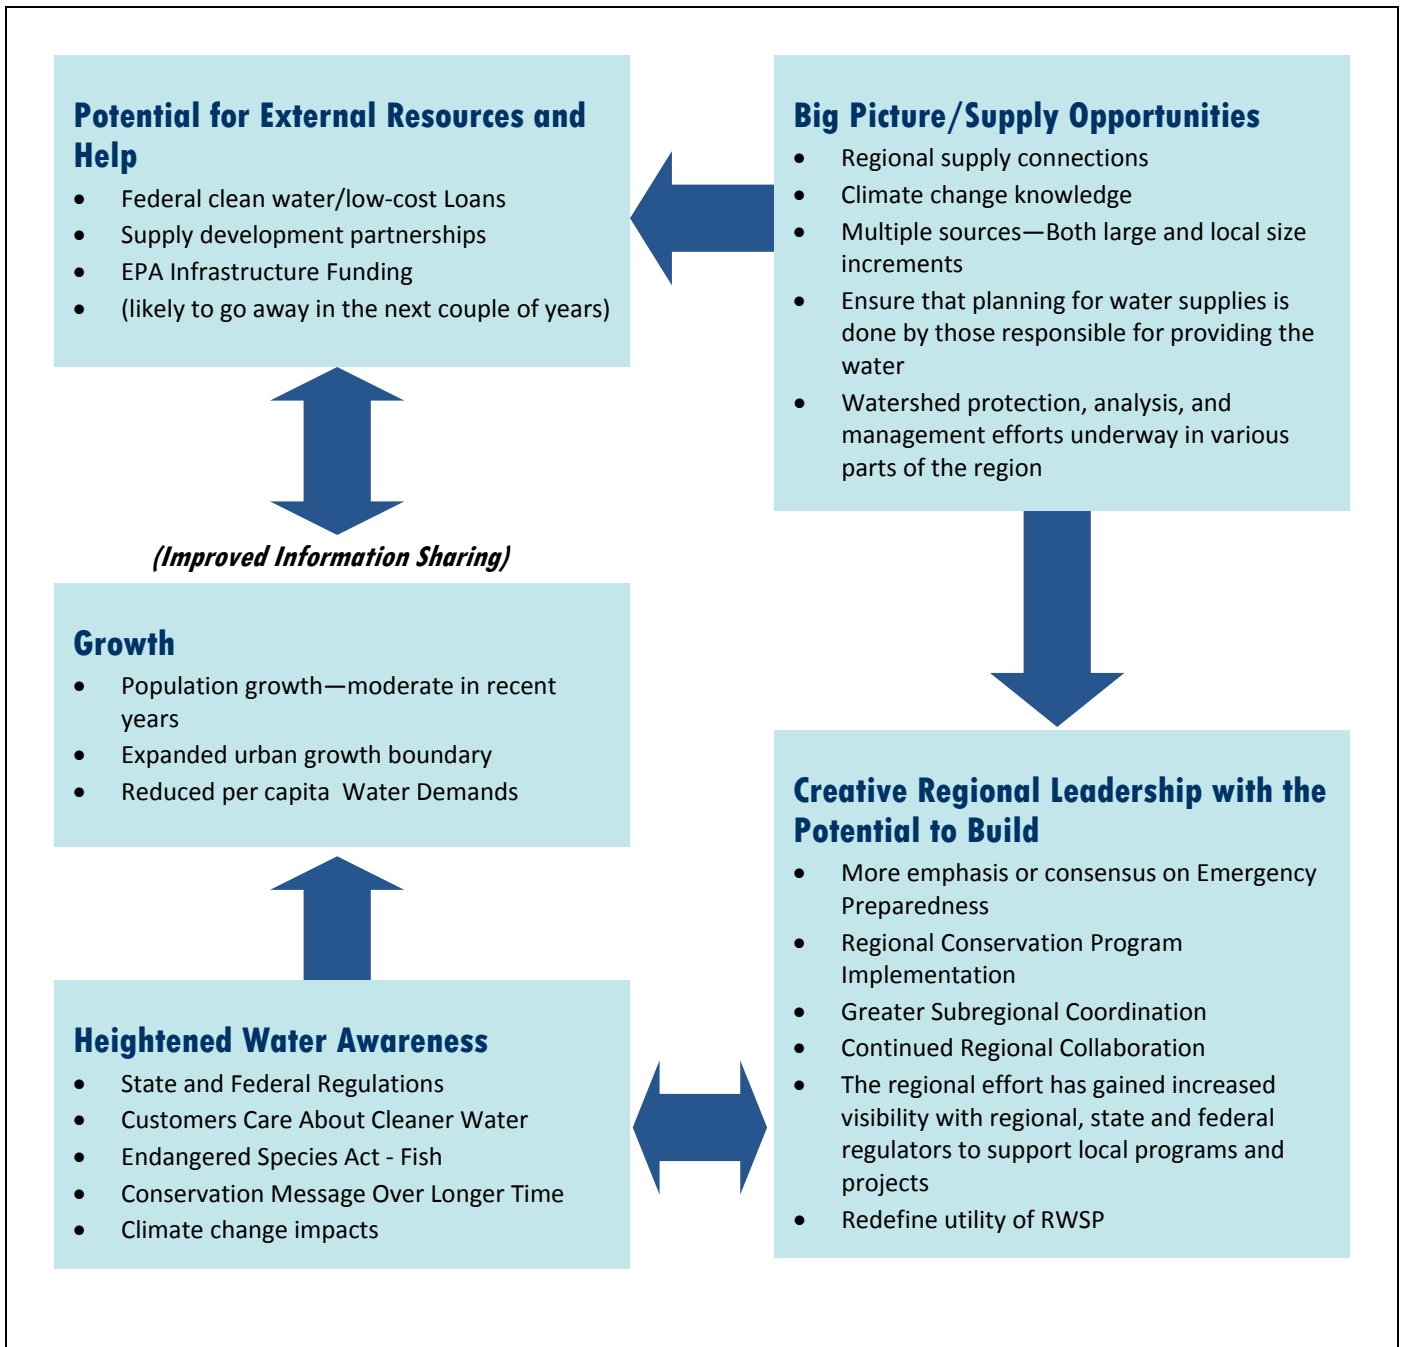 Potential for External Resources and
Help
• Federal clean water/low-cost Loans
• Supply development partnerships
• EPA Infrastructure Funding
• (likely to go away in the next couple of years)
Big Picture/Supply Opportunities
• Regional supply connections
• Climate change knowledge
• Multiple sources—Both large and local size
increments
• Ensure that planning for water supplies is
done by those responsible for providing the
water
• Watershed protection, analysis, and
management efforts underway in various
parts of the region
(Improved Information Sharing)
Growth
• Population growth—moderate in recent
years
• Expanded urban growth boundary
• Reduced per capita  Water Demands
Creative Regional Leadership with the
Potential to Build
• More emphasis or consensus on Emergency
Preparedness
• Regional Conservation Program
Implementation
• Greater Subregional Coordination
• Continued Regional Collaboration
• The regional effort has gained increased
visibility with regional, state and federal
regulators to support local programs and
projects
• Redefine utility of RWSP
Heightened Water Awareness
• State and Federal Regulations
• Customers Care About Cleaner Water
• Endangered Species Act - Fish
• Conservation Message Over Longer Time
• Climate change impacts